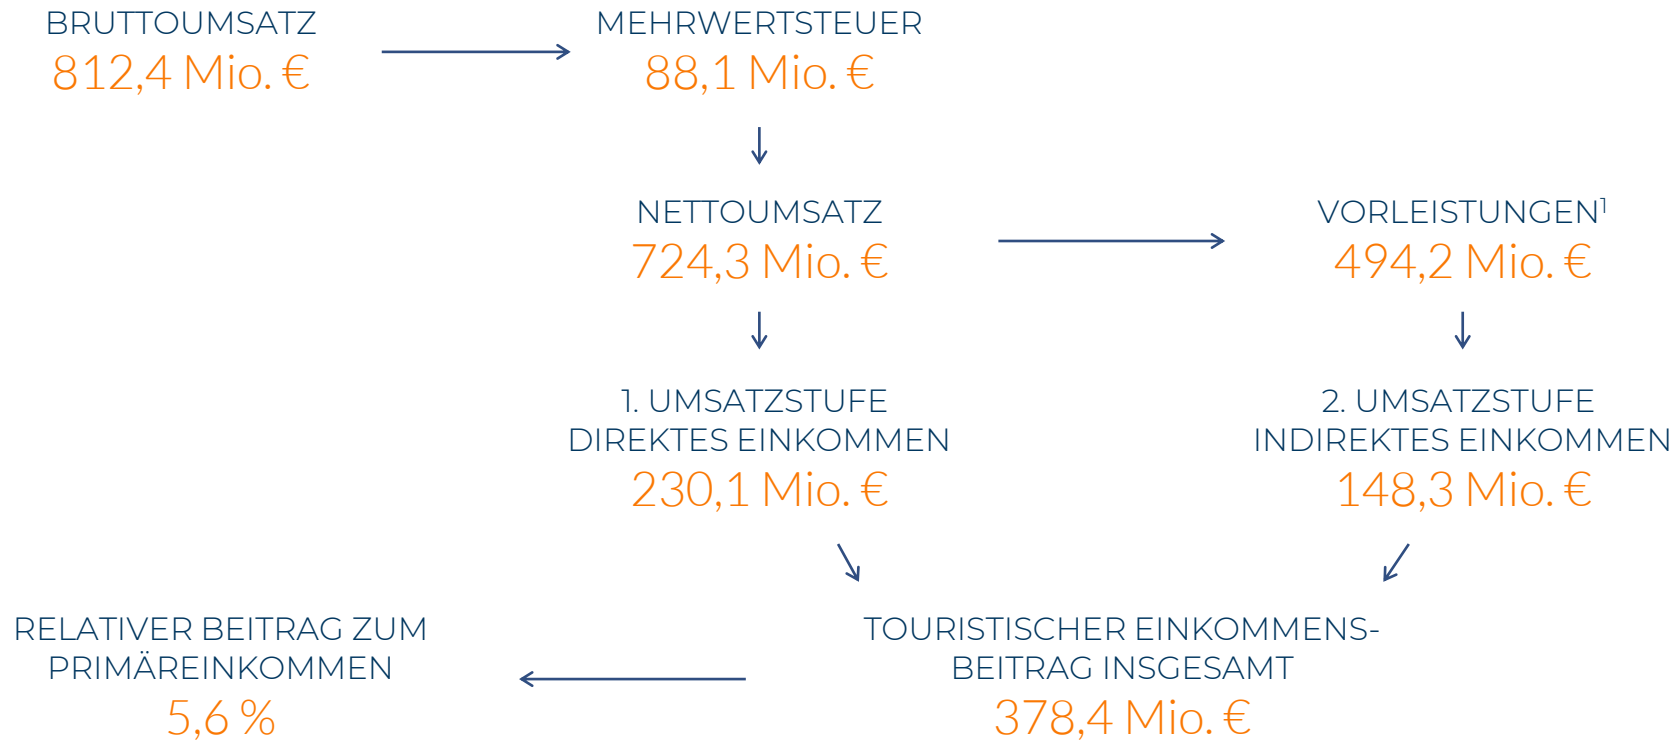 BRUTTOUMSATZ
812,4 Mio. €
MEHRWERTSTEUER
88,1 Mio. €
NETTOUMSATZ
724,3 Mio. €
VORLEISTUNGEN¹
494,2 Mio. €
1. UMSATZSTUFE
DIREKTES EINKOMMEN
230,1 Mio. €
2. UMSATZSTUFE
INDIREKTES EINKOMMEN
148,3 Mio. €
RELATIVER BEITRAG ZUM
PRIMÄREINKOMMEN
5,6 %
TOURISTISCHER EINKOMMENS-
BEITRAG INSGESAMT
378,4 Mio. €